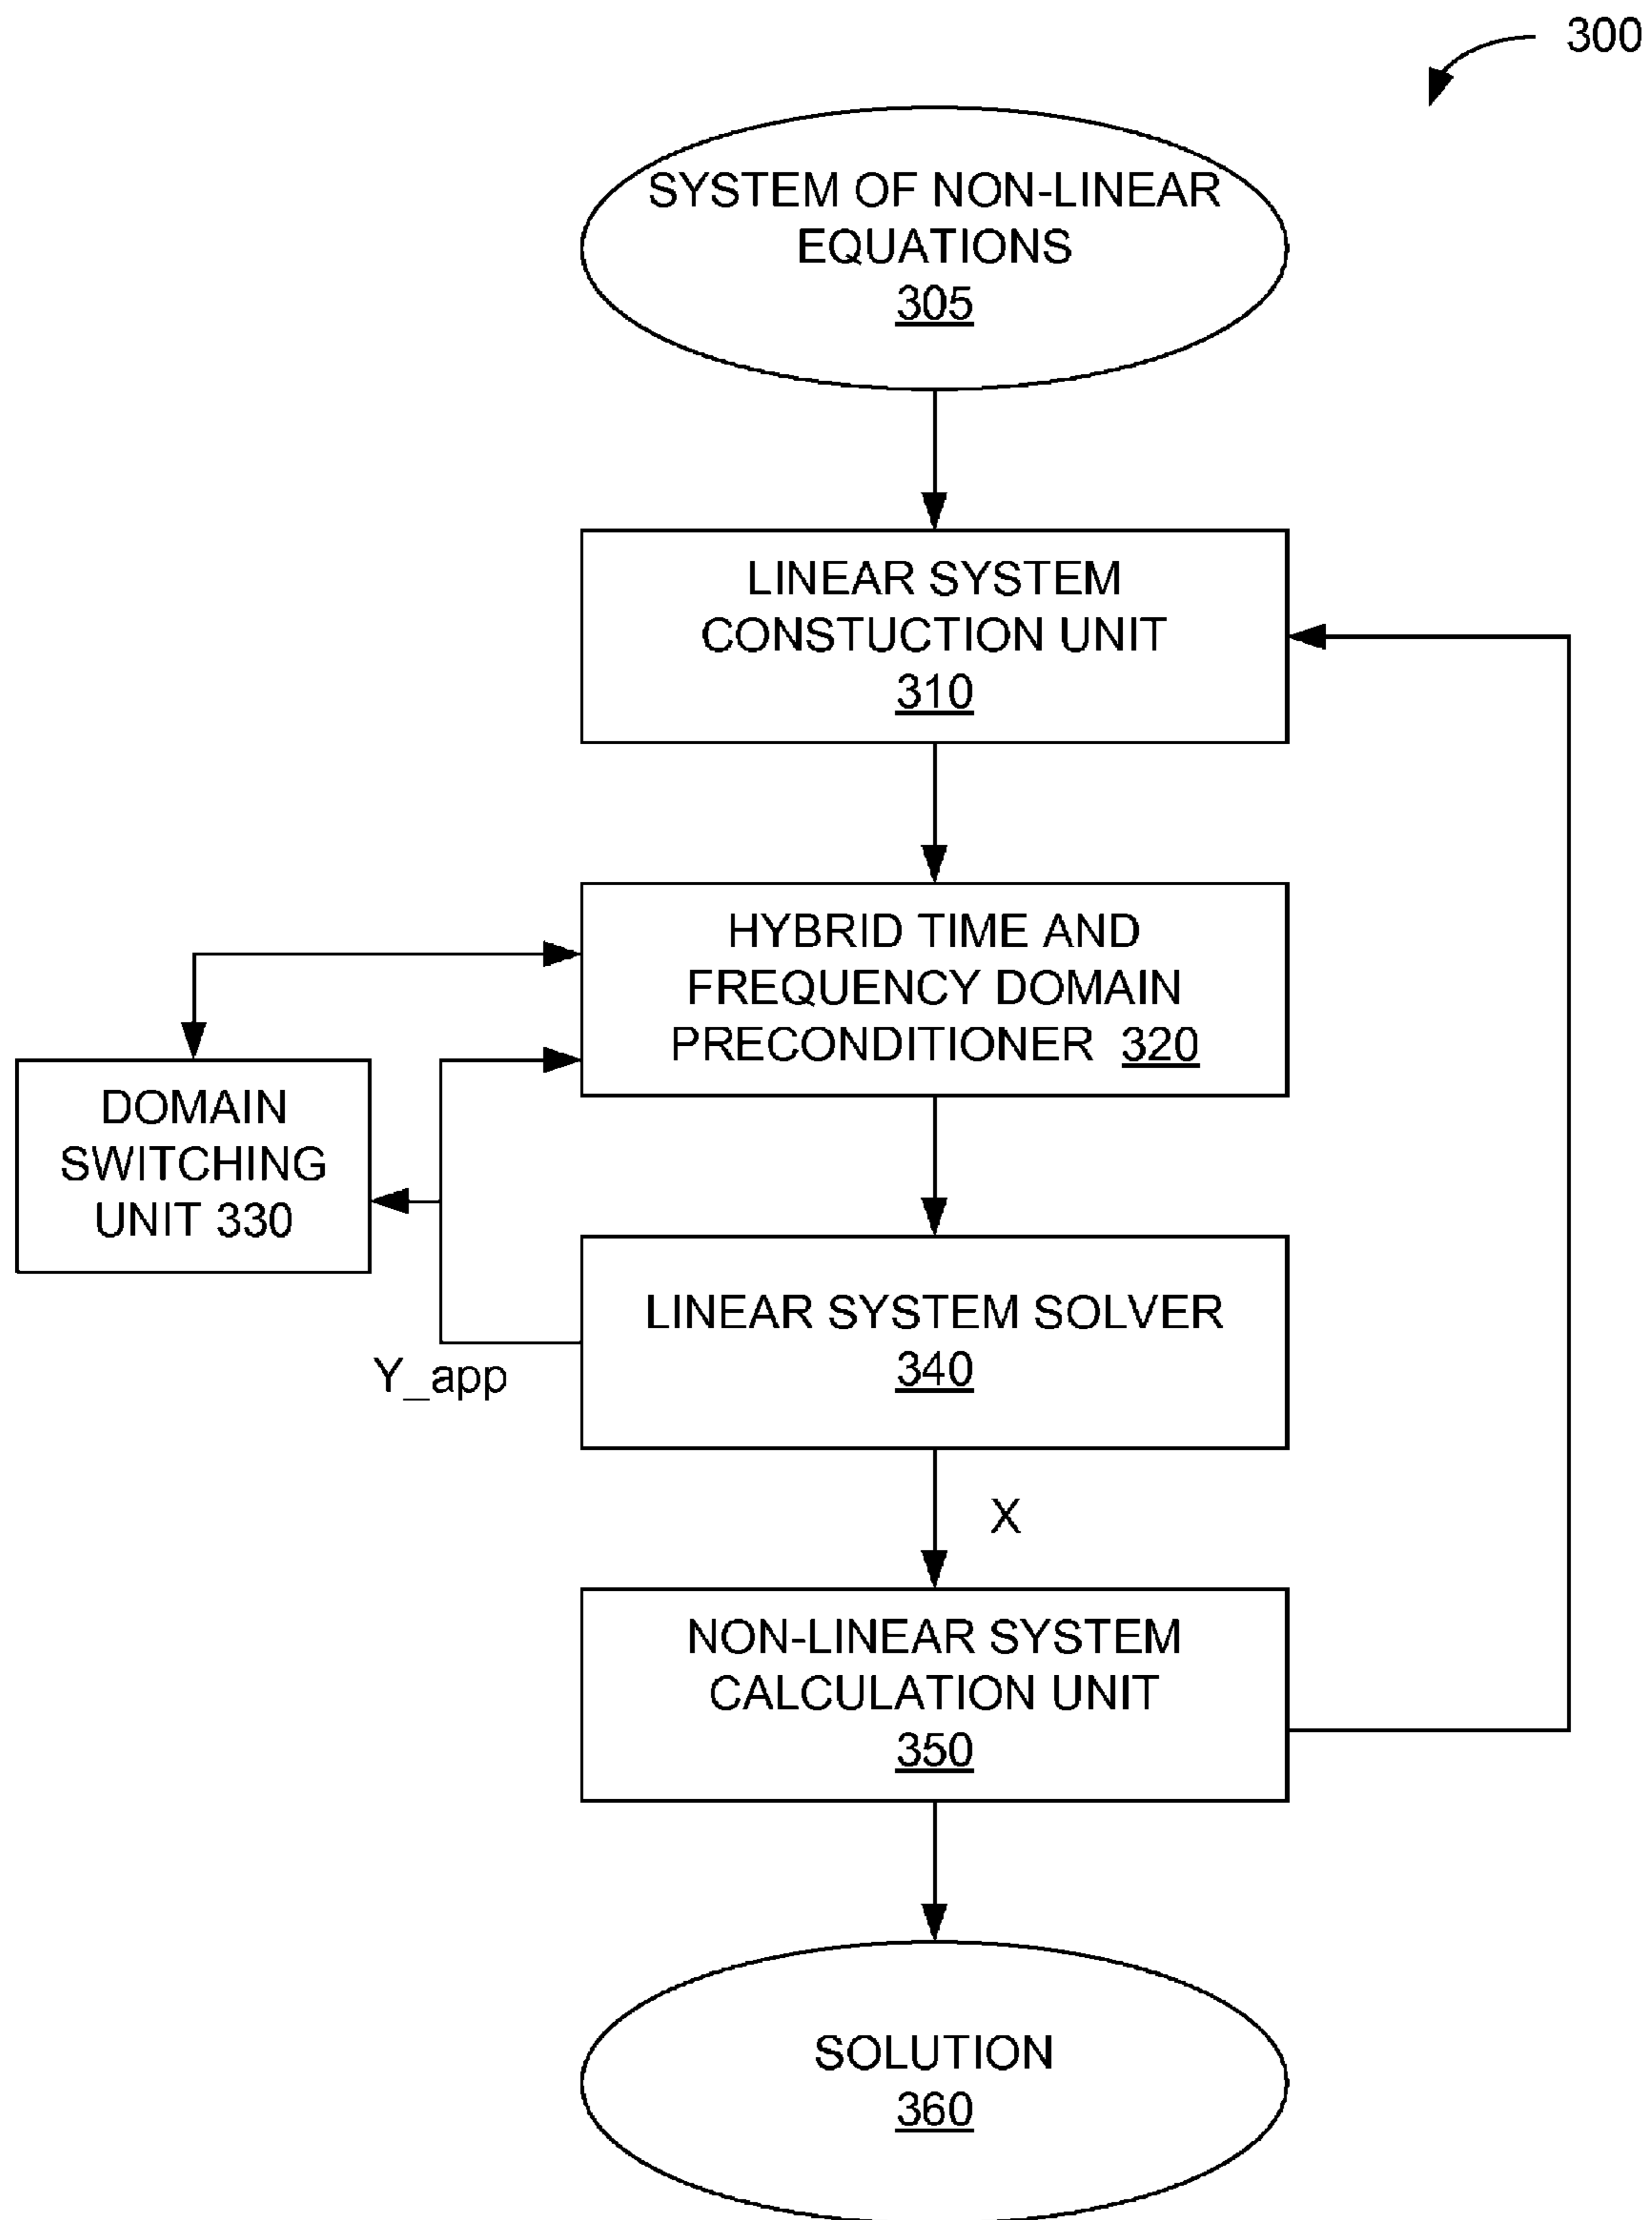 300
SYSTEM OF NON-LINEAR
EQUATIONS
305
LINEAR SYSTEM
CONSTUCTION UNIT
310
HYBRID TIME AND
FREQUENCY DOMAIN
PRECONDITIONER 320
DOMAIN
SWITCHING
UNIT 330
LINEAR SYSTEM SOLVER
340
Y_app
X
NON-LINEAR SYSTEM
CALCULATION UNIT
350
SOLUTION
360